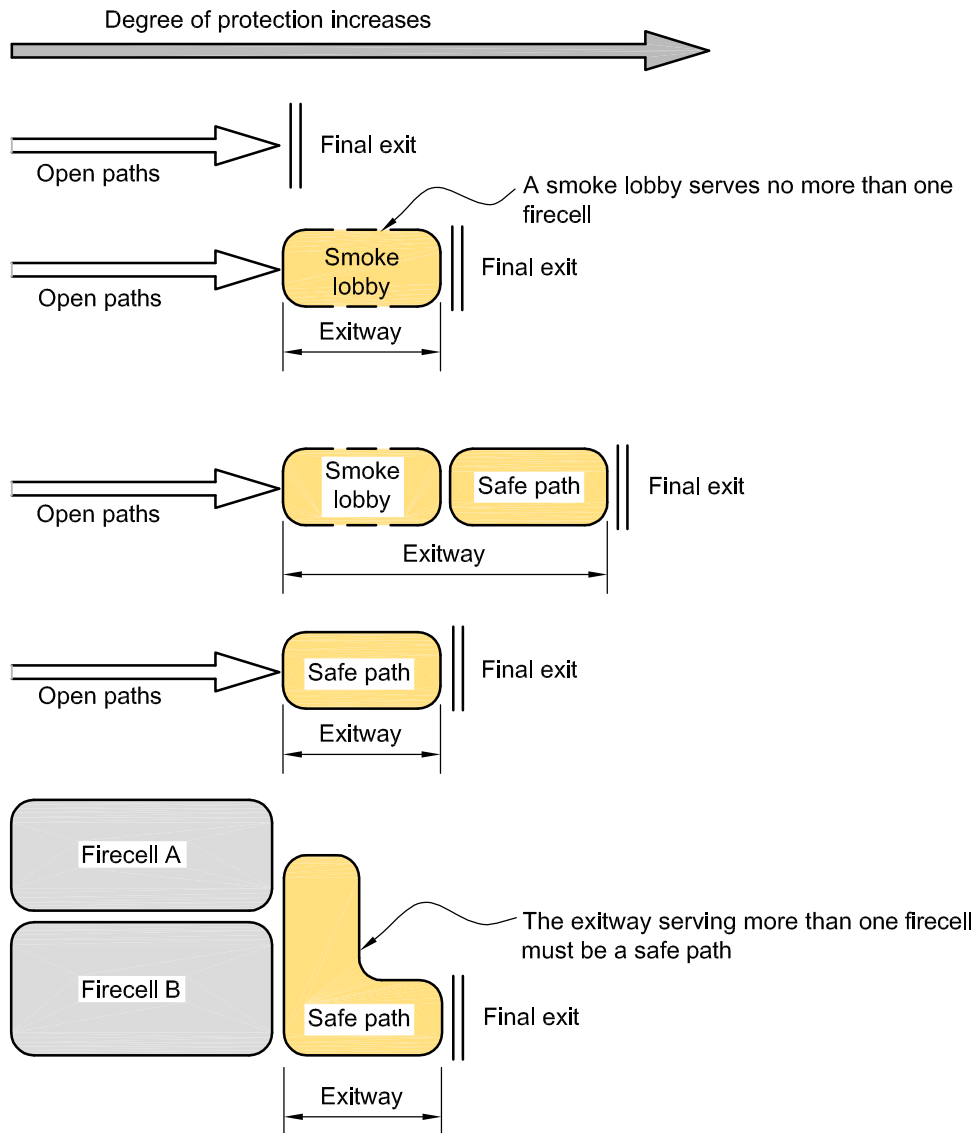 Degree of protection increases
Final exit
Open paths
A smoke lobby serves no more than one
firecell
Smoke
lobby
Final exit
Open paths
Exitway
Smoke
lobby
Safe path
Final exit
Open paths
Exitway
Safe path
Final exit
Open paths
Exitway
Firecell A
The exitway serving more than one firecell
must be a safe path
Firecell B
Safe path
Final exit
Exitway